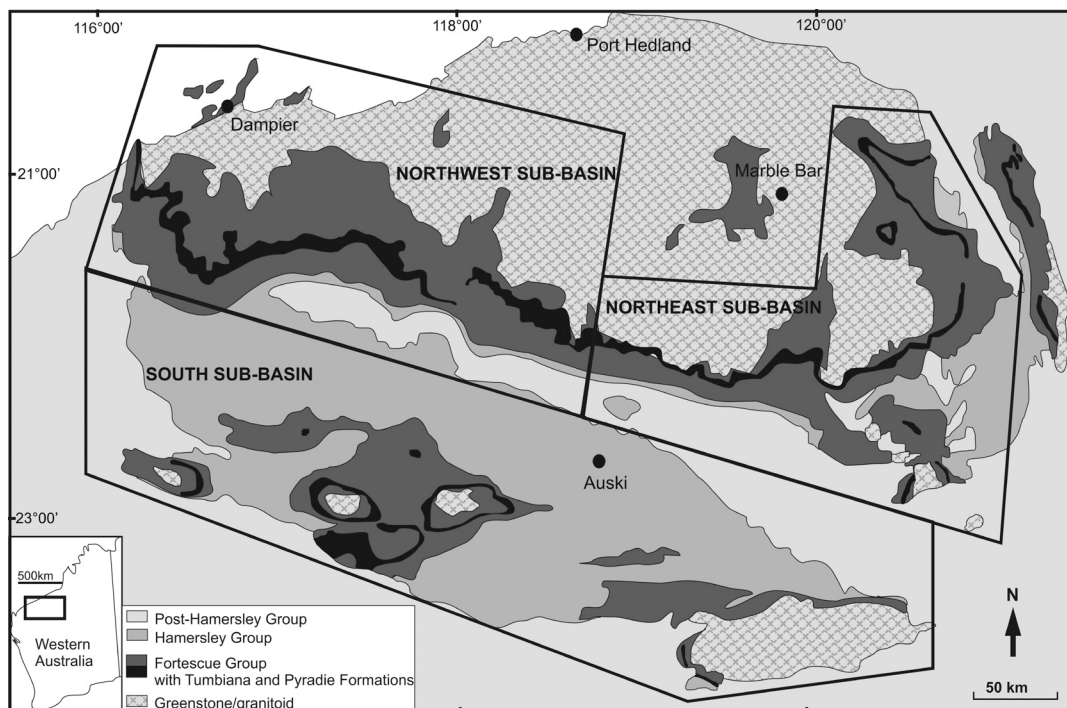 116°00'
118°00'
120°00'
Port Hedland
Dampier
21°00'
NORTHWEST SUB-BASIN
Marble Bar
NORTHEAST SUB-BASIN
SOUTH SUB-BASIN
Auski
23°00'
500km
Western
Australia
Post-Hamersley Group
Hamersley Group
Fortescue Group
with Tumbiana and Pyradie Formations
Greenstone/granitoid
N
50 km